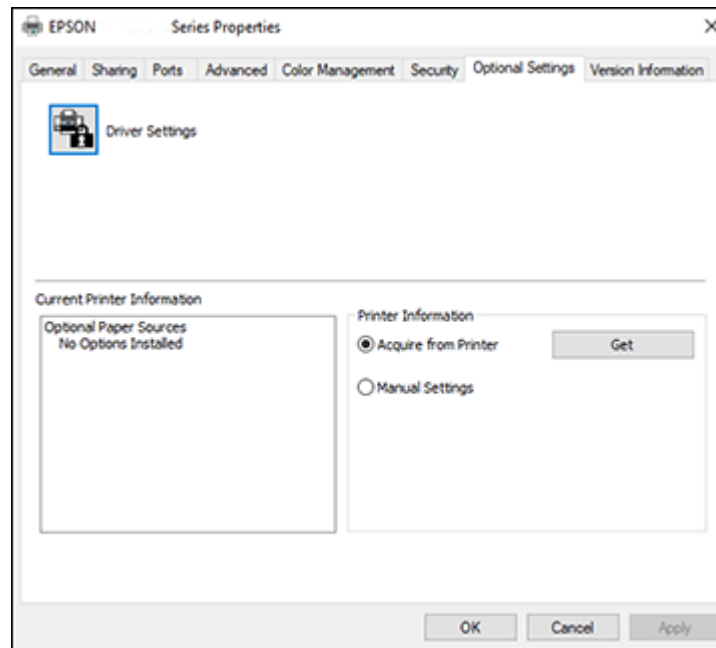 EPSON Series Properties
General Sharing Ports Advanced Color Management Security Optional Settings Version Information
Driver Settings
Current Printer Information
Optional Paper Sources
No Options Installed
Printer Information
Acquire from Printer Get
Manual Settings
OK Cancel Apply